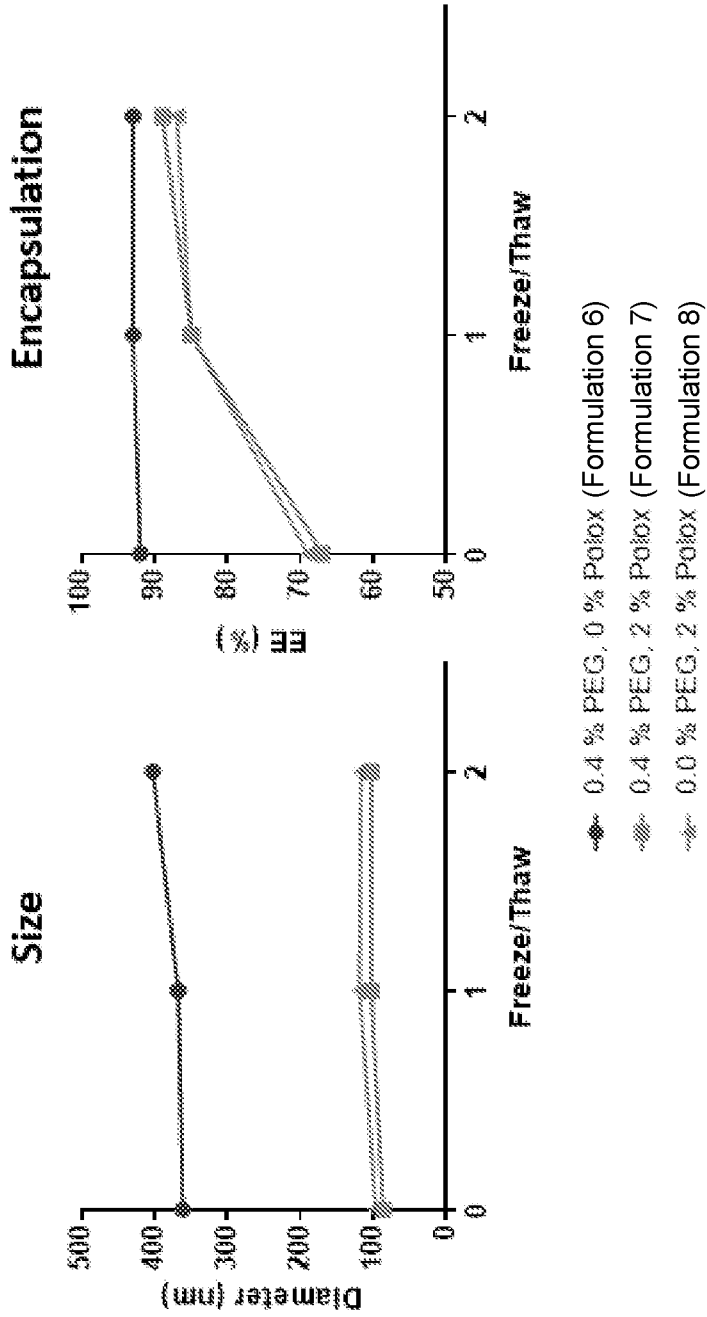 Size
500
400
300
200
100
0
Diameter (nm)
0
1
2
Freeze/Thaw
Encapsulation
100
90
80
70
60
50
EE (%)
0
1
2
Freeze/Thaw
0.4 % PEG, 0 % Polox (Formulation 6)
0.4 % PEG, 2 % Polox (Formulation 7)
0.0 % PEG, 2 % Polox (Formulation 8)